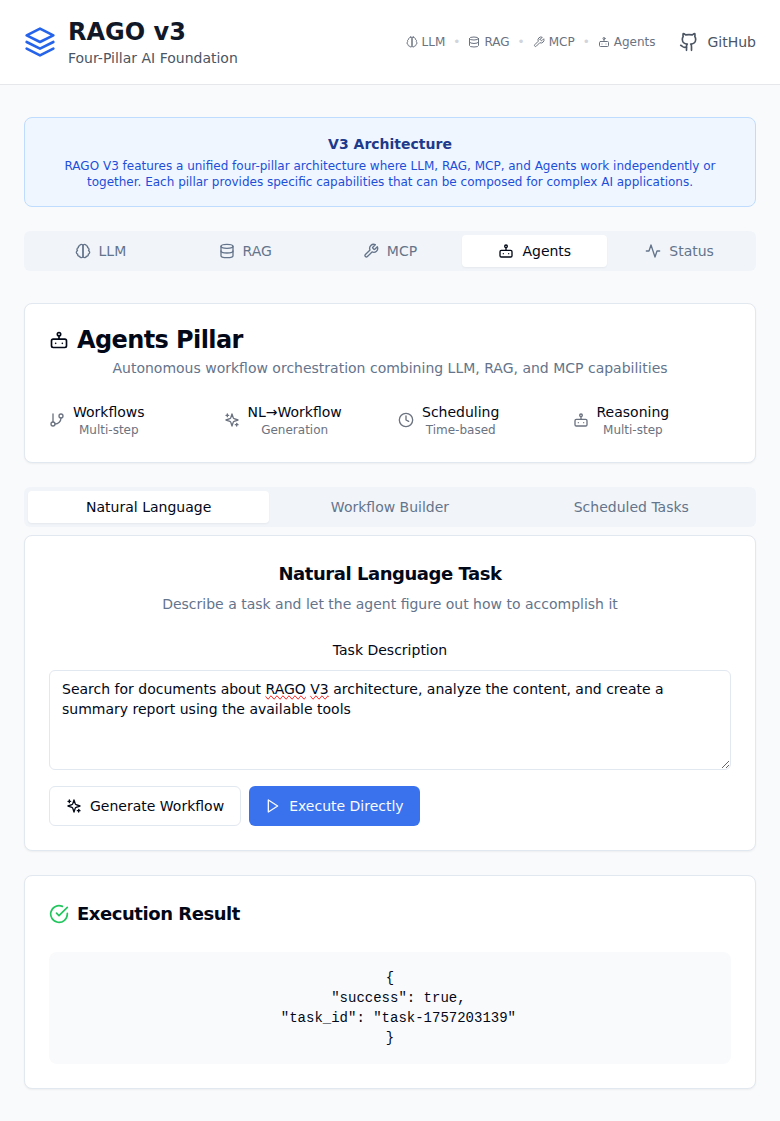 RAGO v3
Four-Pillar AI Foundation
LLM • RAG • MCP • Agents
GitHub
V3 Architecture
RAGO V3 features a unified four-pillar architecture where LLM, RAG, MCP, and Agents work independently or
together. Each pillar provides specific capabilities that can be composed for complex AI applications.
LLM
RAG
MCP
Agents
Status
Agents Pillar
Autonomous workflow orchestration combining LLM, RAG, and MCP capabilities
Workflows
Multi-step
NL→Workflow
Generation
Scheduling
Time-based
Reasoning
Multi-step
Natural Language
Workflow Builder
Scheduled Tasks
Natural Language Task
Describe a task and let the agent figure out how to accomplish it
Task Description
Search for documents about RAGO V3 architecture, analyze the content, and create a
summary report using the available tools
Generate Workflow
Execute Directly
Execution Result
{
"success": true,
"task_id": "task-1757203139"
}